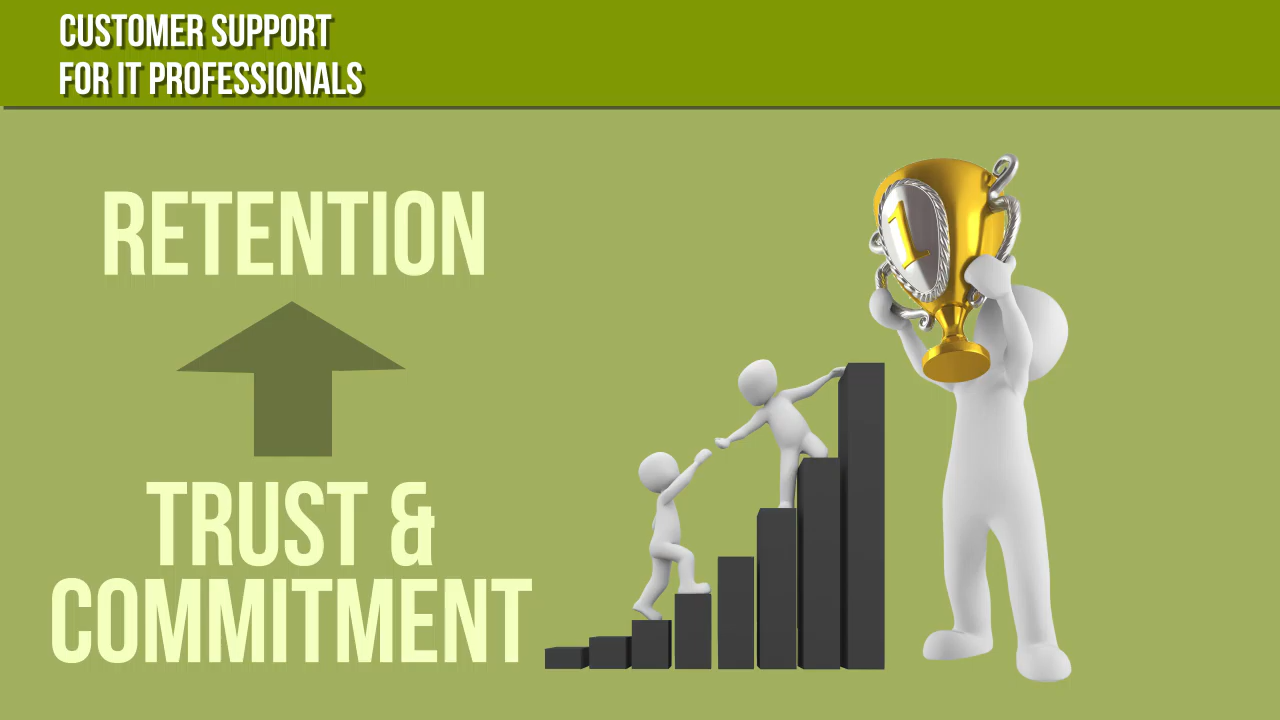 CUSTOMER SUPPORT
FOR IT PROFESSIONALS
RETENTION
TRUST &
COMMITMENT
1